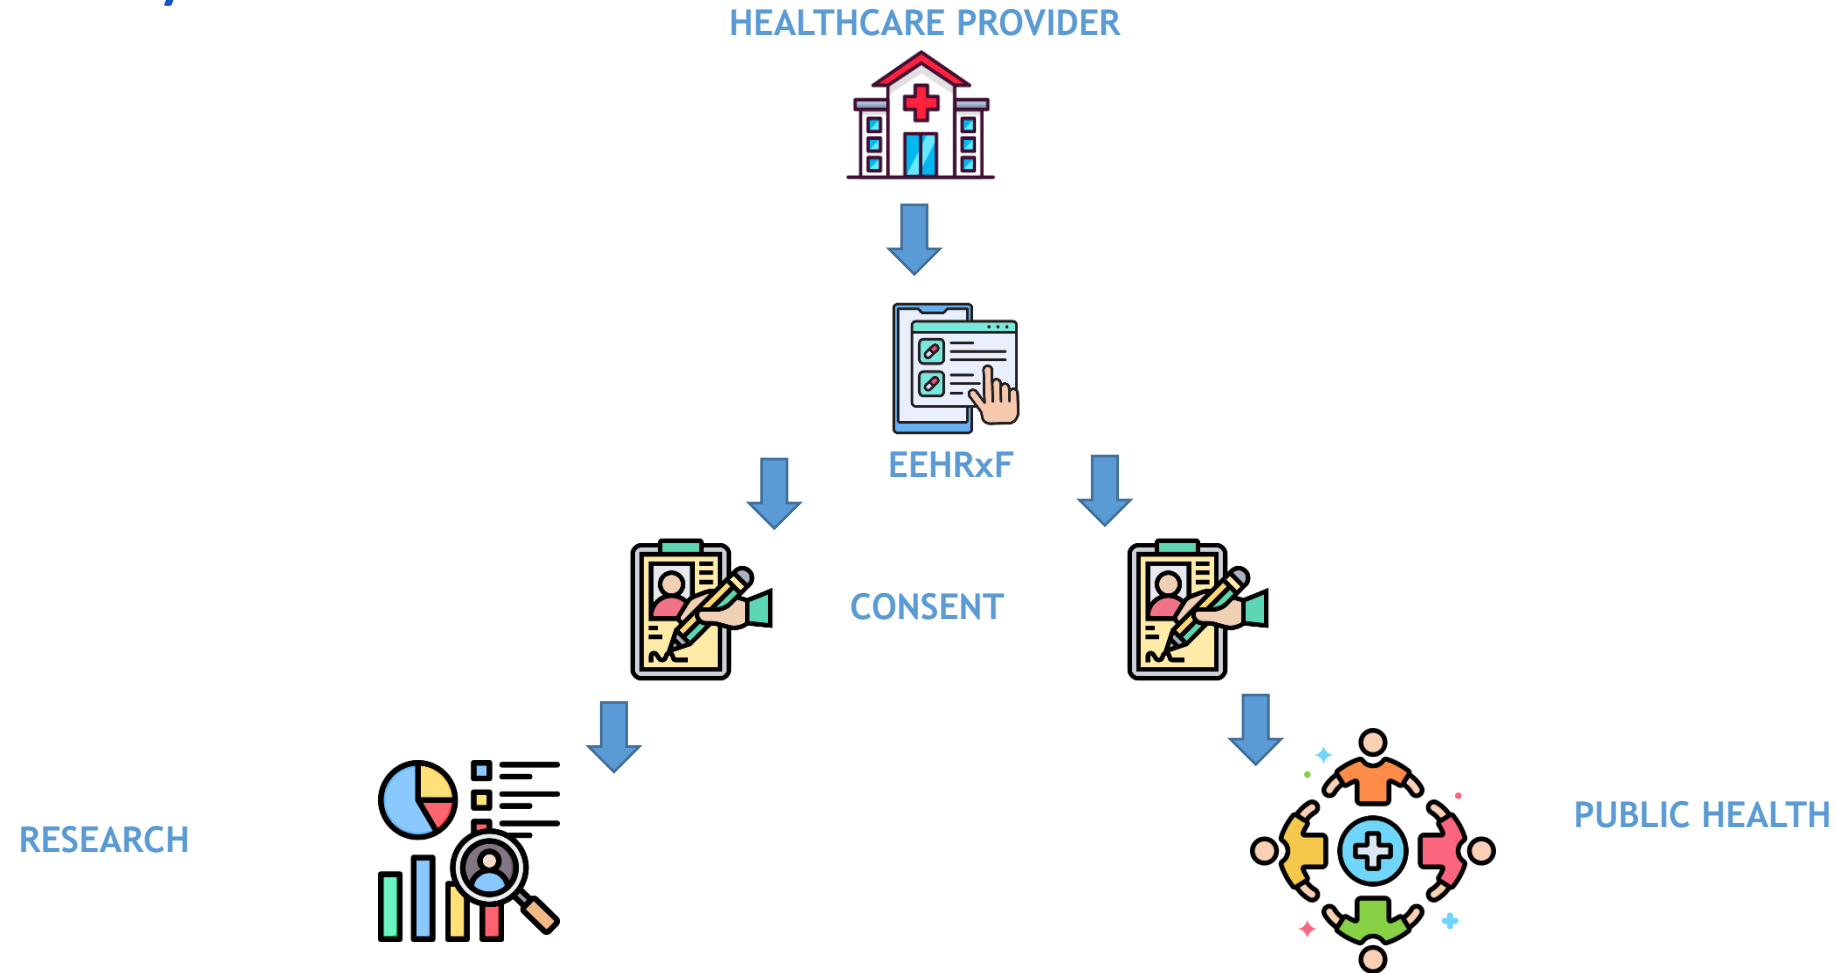 HEALTHCARE PROVIDER
EEHRxF
CONSENT
RESEARCH
PUBLIC HEALTH